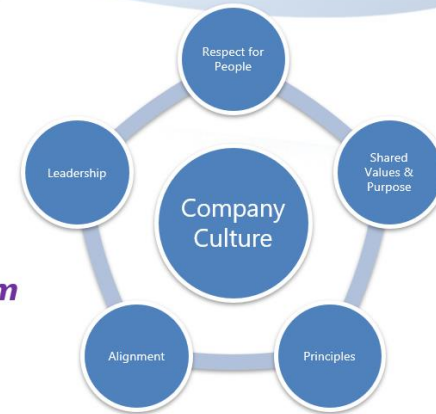 Respect for
People
Shared
Values &
Purpose
Leadership
Company
Culture
m
Alignment
Principles